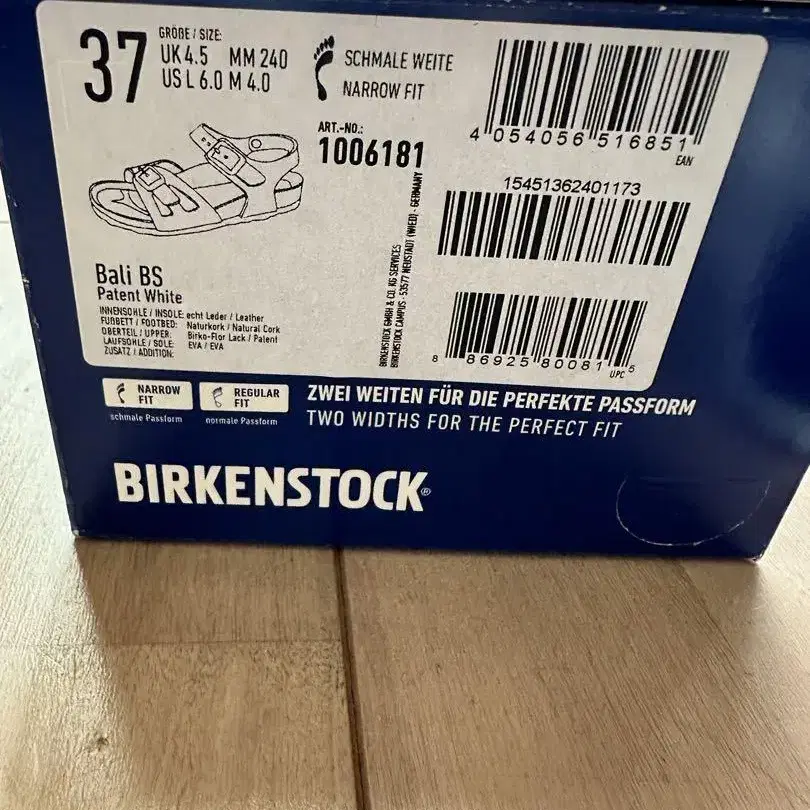 37
GRÖßE / SIZE:
UK 4.5 MM 240
US L 6.0 M 4.0
SCHMALE WEITE
NARROW FIT
ART.-NO.:
1006181
4 054056 516851
EAN
15451362401173
8 86925 80081 5
UPC
BIRKENSTOCK GMBH & CO. KG SERVICES
BIRKENSTOCK CAMPUS · 53577 NEUSTADT (WIED) · GERMANY
Bali BS
Patent White
INNENSOHLE / INSOLE: echt Leder / Leather
FUßBETT / FOOTBED: Naturkork / Natural Cork
OBERTEIL / UPPER: Birko-Flor Lack / Patent
LAUFSOHLE / SOLE: EVA / EVA
ZUSATZ / ADDITION:
NARROW
FIT
schmale Passform
REGULAR
FIT
normale Passform
ZWEI WEITEN FÜR DIE PERFEKTE PASSFORM
TWO WIDTHS FOR THE PERFECT FIT
BIRKENSTOCK®